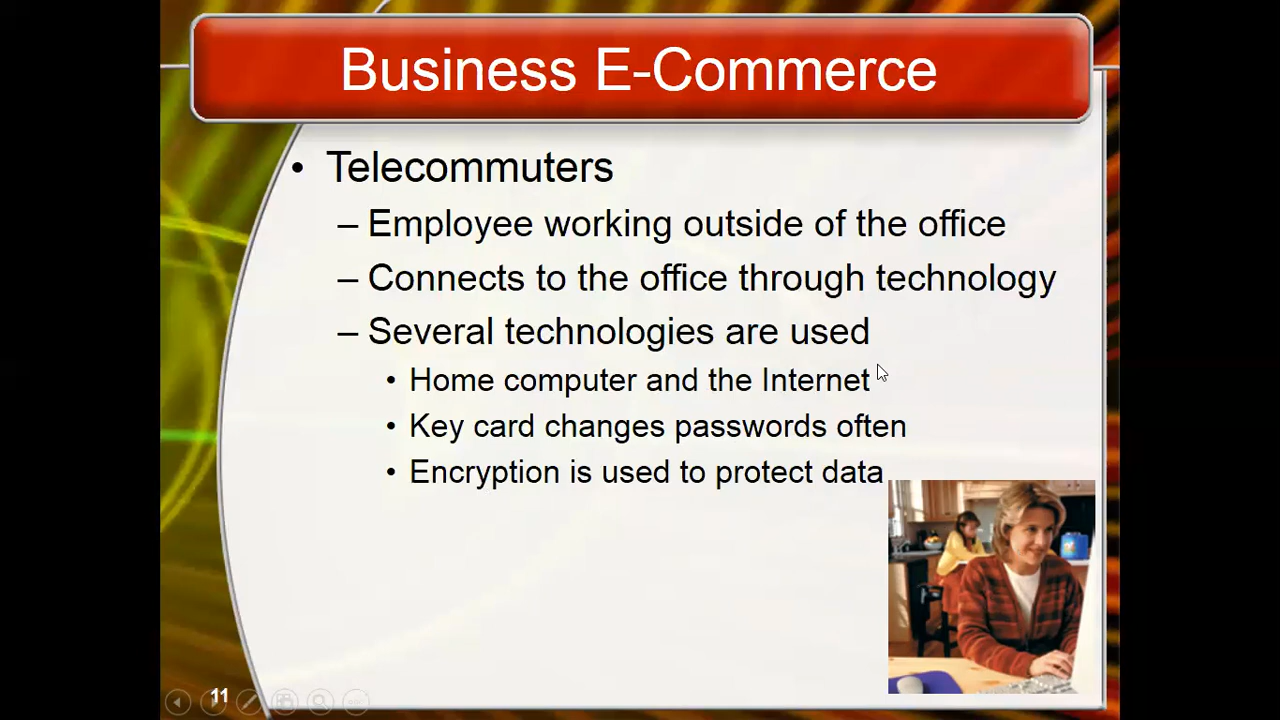 Business E-Commerce
• Telecommuters
– Employee working outside of the office
– Connects to the office through technology
– Several technologies are used
• Home computer and the Internet
• Key card changes passwords often
• Encryption is used to protect data
11